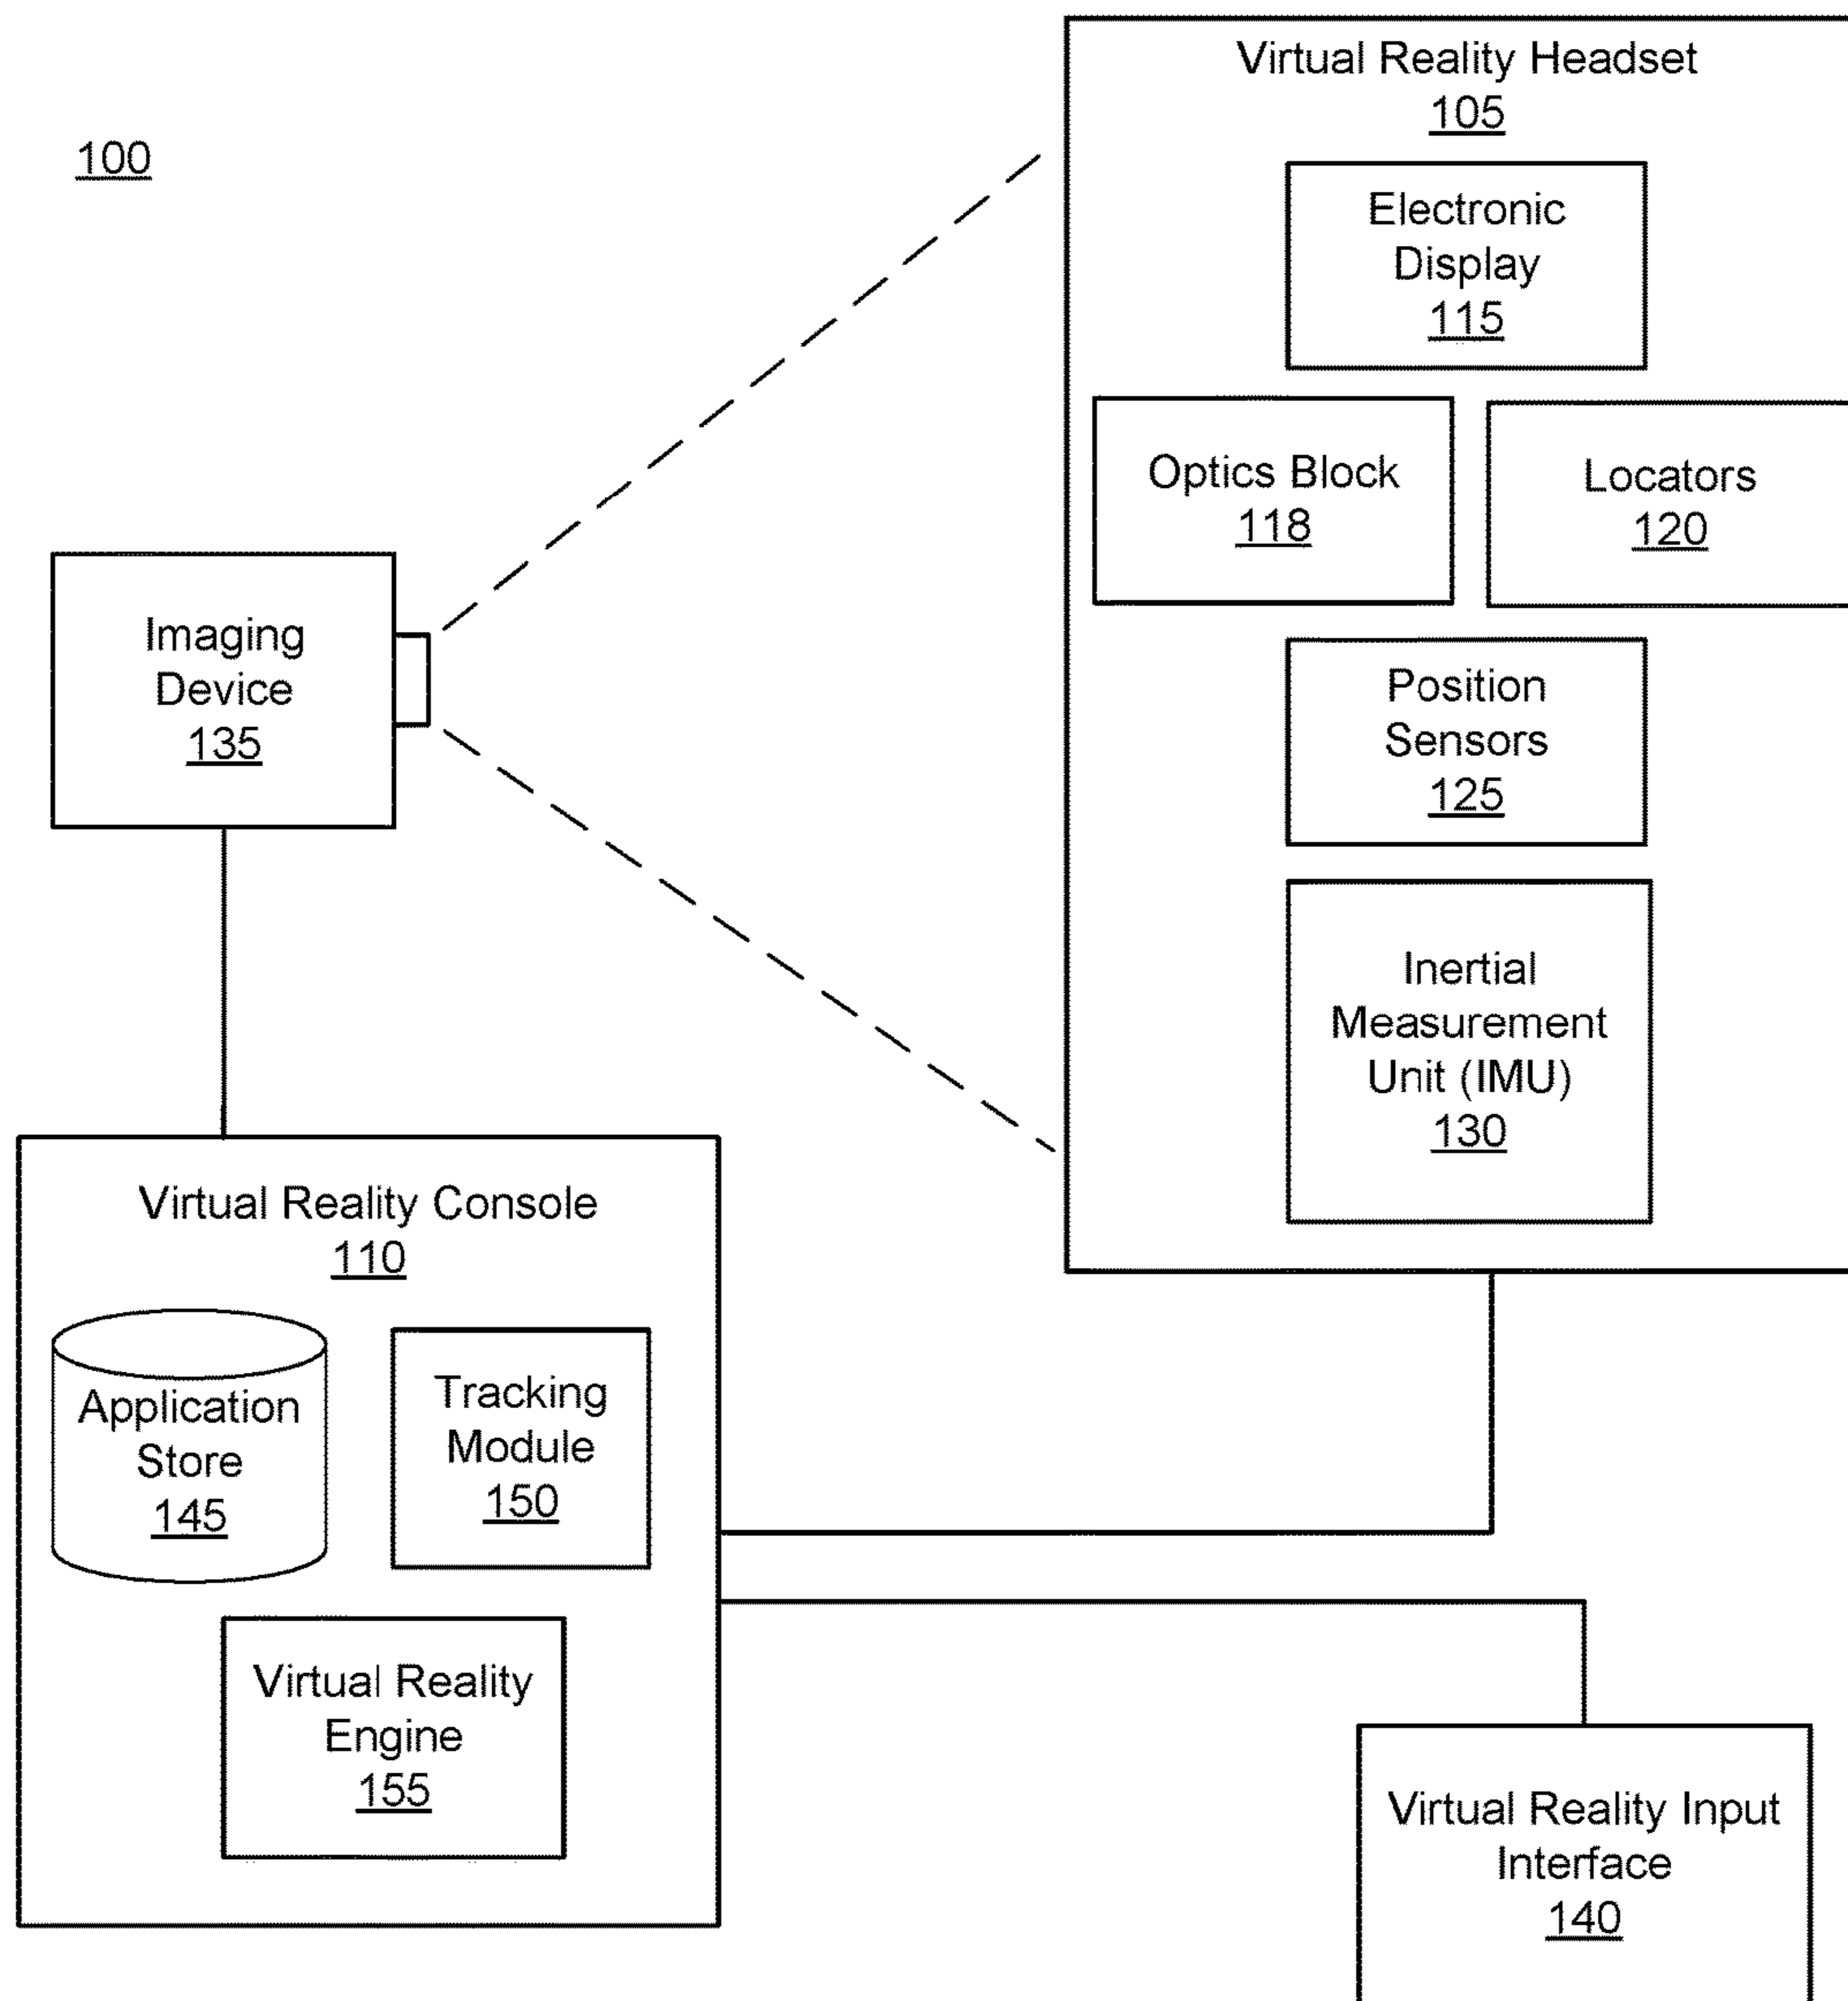 100
Virtual Reality Headset
105
Electronic
Display
115
Optics Block
118
Locators
120
Position
Sensors
125
Inertial
Measurement
Unit (IMU)
130
Imaging
Device
135
Virtual Reality Console
110
Application
Store
145
Tracking
Module
150
Virtual Reality
Engine
155
Virtual Reality Input
Interface
140